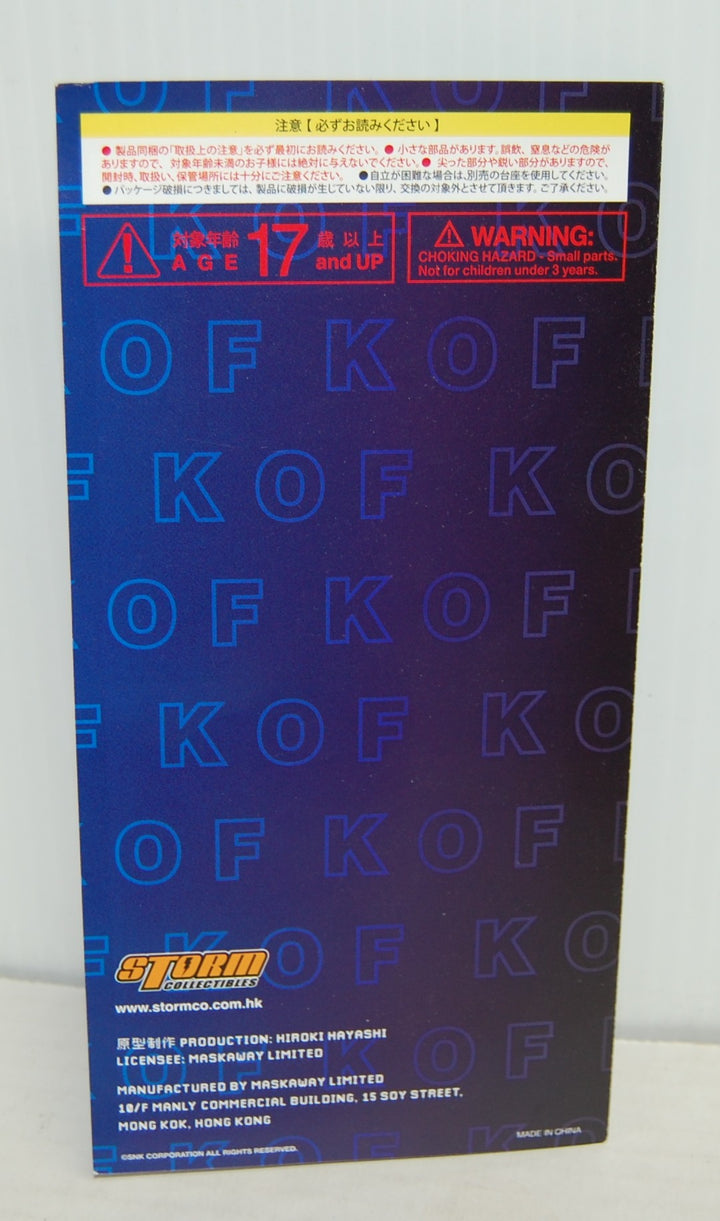 注意【 必ずお読みください 】
● 製品同梱の「取扱上の注意」を必ず最初にお読みください。● 小さな部品があります。誤飲、窒息などの危険が
ありますので、対象年齢未満のお子様には絶対に与えないでください。● 尖った部分や鋭い部分がありますので、
開封時、取扱い、保管場所には十分にご注意ください。 ●自立が困難な場合は、別売の台座を使用してください。
●パッケージ破損につきましては、製品に破損が生じていない限り、交換の対象外とさせて頂きます。ご了承ください。
対象年齢 17 歳以上
AGE and UP
WARNING:
CHOKING HAZARD - Small parts.
Not for children under 3 years.
K O F K O F K
F K O F K O
O F K O F K
F K O F K O
O F K O F K
F K O F K O
O F K O F
STORM
COLLECTIBLES
www.stormco.com.hk
原型制作 PRODUCTION: HIROKI HAYASHI
LICENSEE: MASKAWAY LIMITED
MANUFACTURED BY MASKAWAY LIMITED
10/F MANLY COMMERCIAL BUILDING, 15 SOY STREET,
MONG KOK, HONG KONG
MADE IN CHINA
©SNK CORPORATION ALL RIGHTS RESERVED.